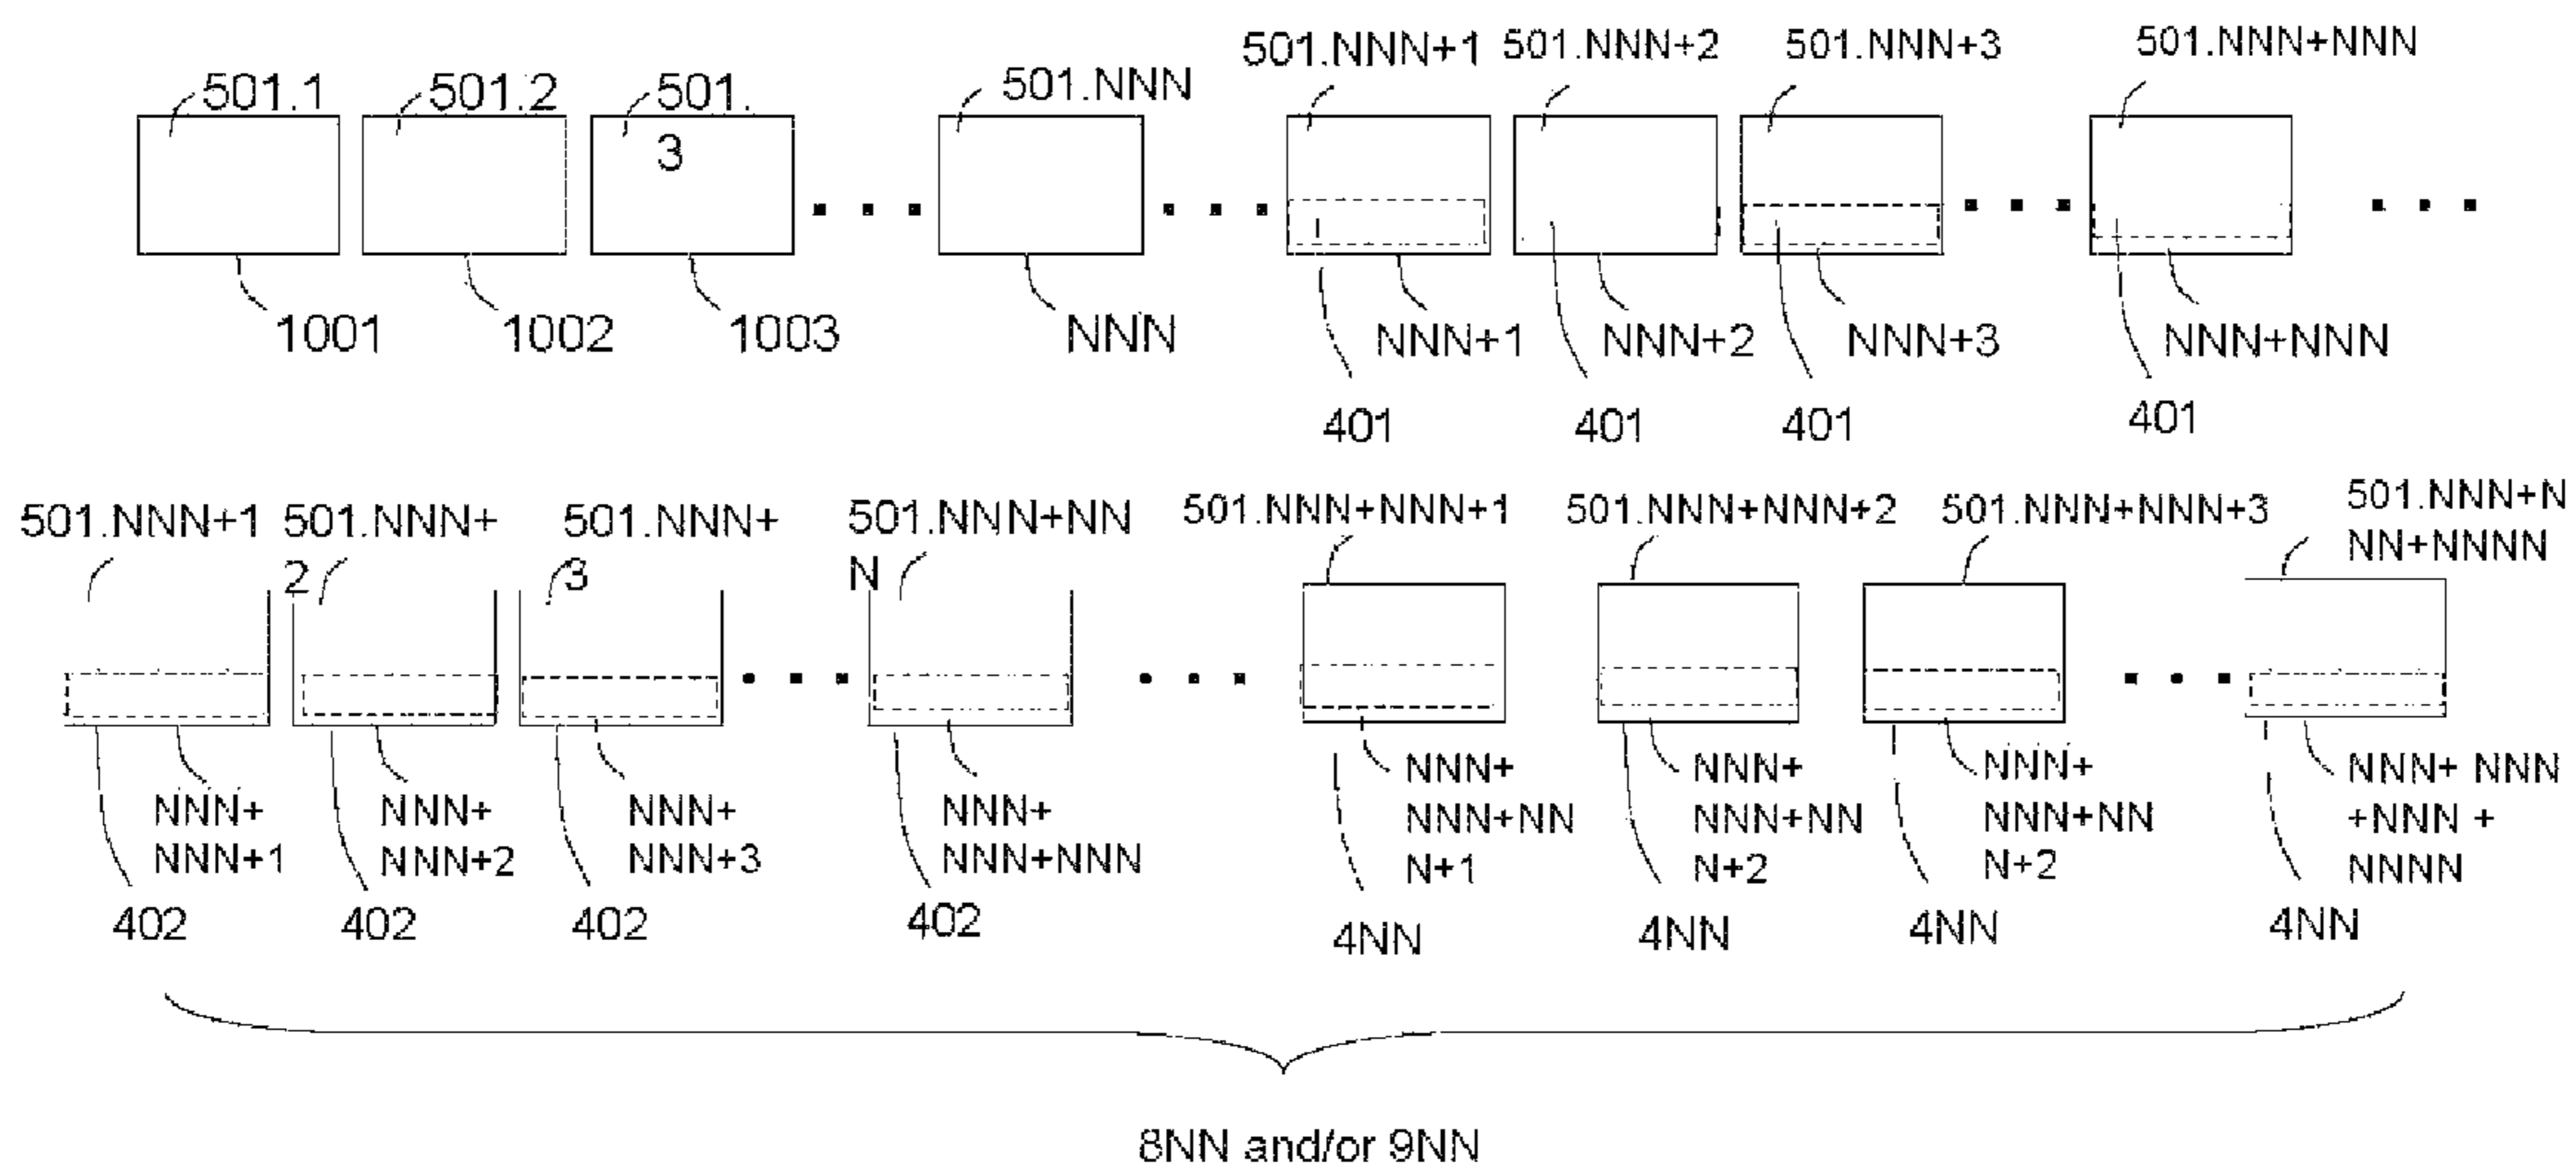 501.1
501.2
501.
3
501.NNN
501.NNN+1
501.NNN+2
501.NNN+3
501.NNN+NNN
1001
1002
1003
NNN
NNN+1
NNN+2
NNN+3
NNN+NNN
401
401
401
401
501.NNN+1
501.NNN+
2
501.NNN+
3
501.NNN+NN
N
501.NNN+NNN+1
501.NNN+NNN+2
501.NNN+NNN+3
501.NNN+N
NN+NNNN
NNN+
NNN+1
NNN+
NNN+2
NNN+
NNN+3
NNN+
NNN+NNN
NNN+
NNN+NN
N+1
NNN+
NNN+NN
N+2
NNN+
NNN+NN
N+2
NNN+ NNN
+NNN +
NNNN
402
402
402
402
4NN
4NN
4NN
4NN
8NN and/or 9NN